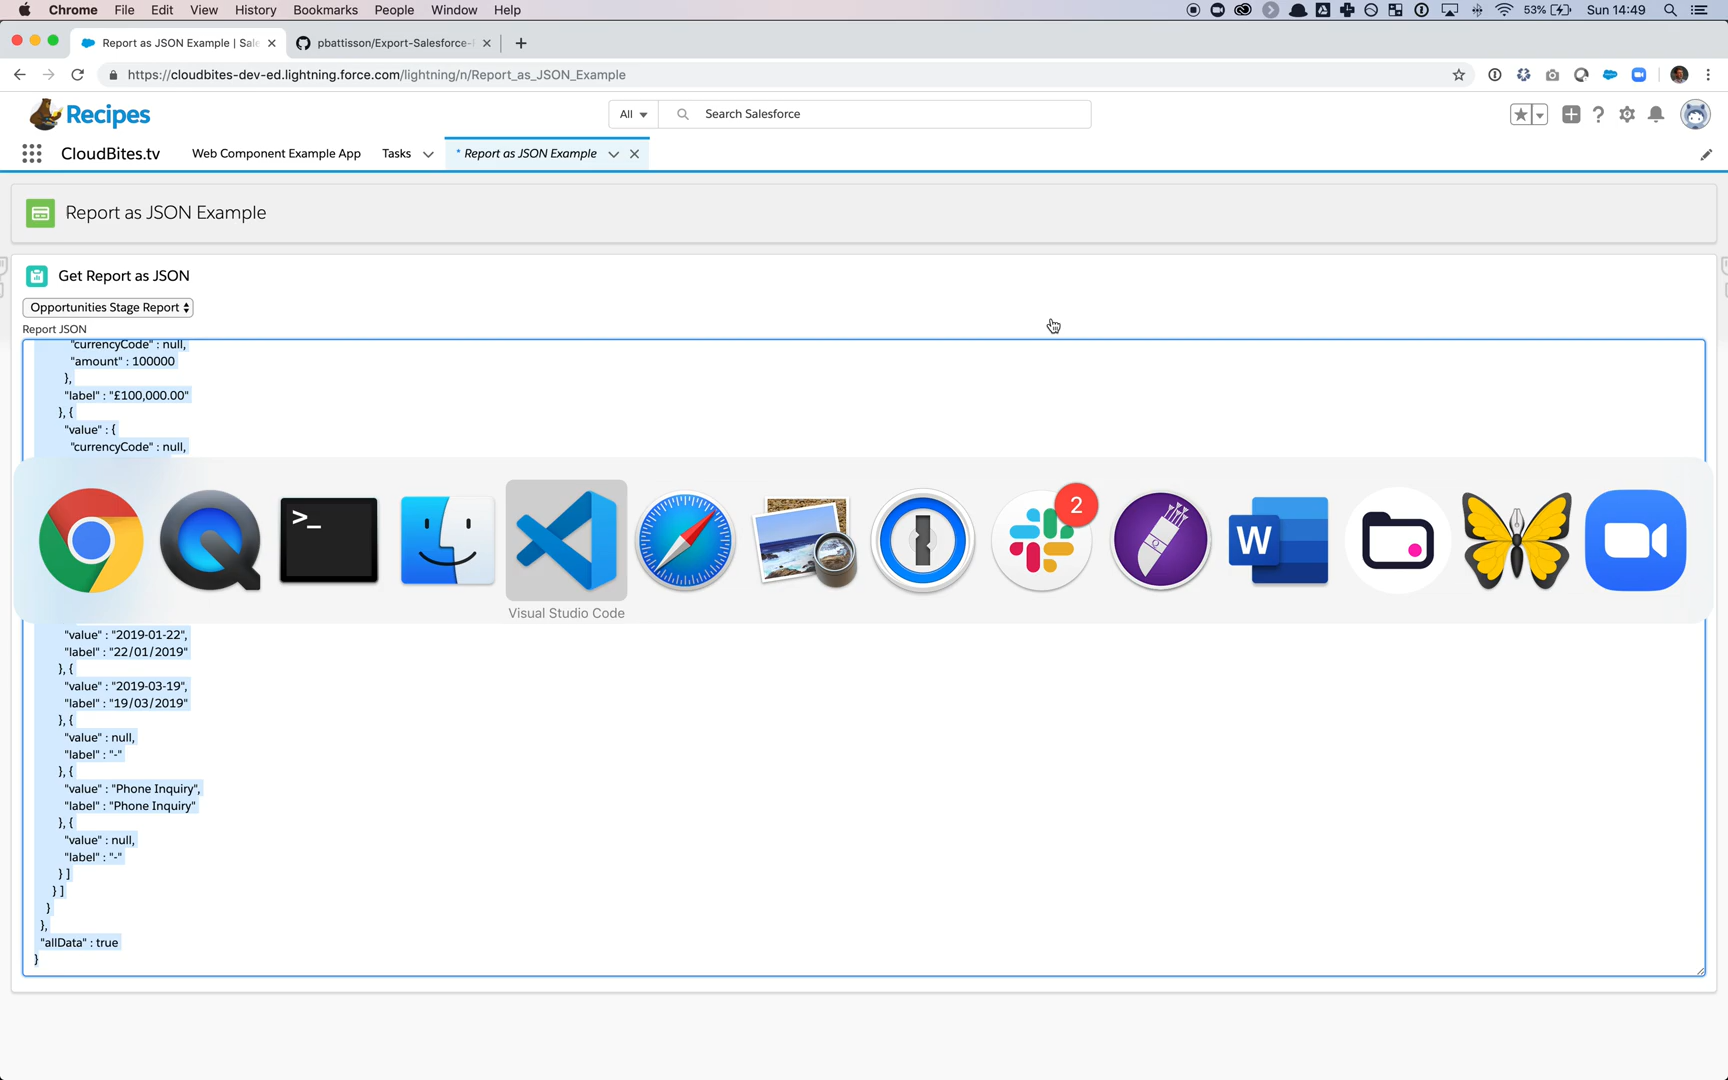 Chrome File Edit View History Bookmarks People Window Help
53% Sun 14:49
Report as JSON Example | Sale
pbattisson/Export-Salesforce-
https://cloudbites-dev-ed.lightning.force.com/lightning/n/Report_as_JSON_Example
Recipes
All
Search Salesforce
CloudBites.tv
Web Component Example App
Tasks
* Report as JSON Example
Report as JSON Example
Get Report as JSON
Opportunities Stage Report
Report JSON
"currencyCode" : null,
"amount" : 100000
},
"label" : "£100,000.00"
}, {
"value" : {
"currencyCode" : null,
>_
2
W
Visual Studio Code
"value" : "2019-01-22",
"label" : "22/01/2019"
}, {
"value" : "2019-03-19",
"label" : "19/03/2019"
}, {
"value" : null,
"label" : "-"
}, {
"value" : "Phone Inquiry",
"label" : "Phone Inquiry"
}, {
"value" : null,
"label" : "-"
} ]
} ]
}
},
"allData" : true
}